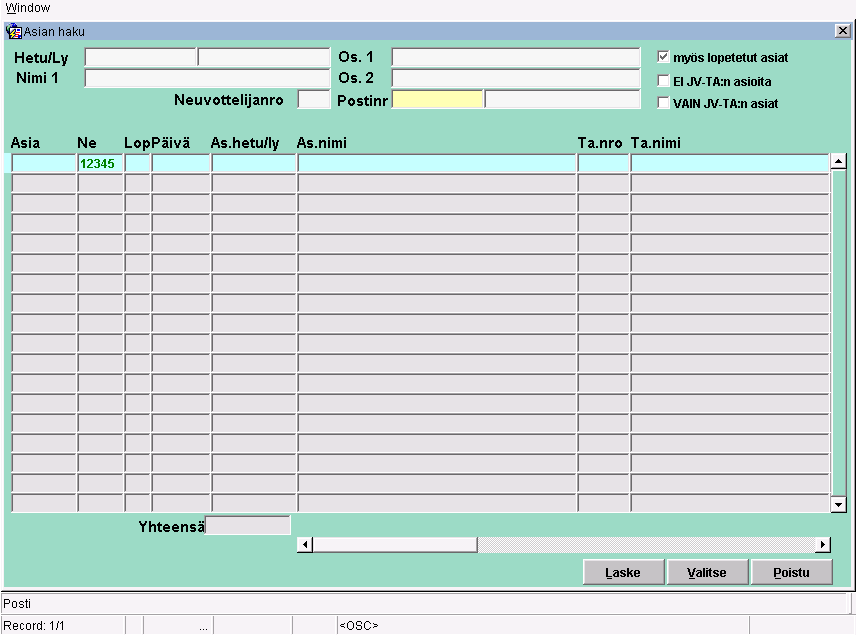 Window
Asian haku
Hetu/Ly Os. 1 myös lopetetut asiat
Nimi 1 Os. 2 EI JV-TA:n asioita
Neuvottelijanro Postinr VAIN JV-TA:n asiat
Asia Ne Lop Päivä As.hetu/ly As.nimi Ta.nro Ta.nimi
12345
Yhteensä
Laske Valitse Poistu
Posti
Record: 1/1 ... <OSC>